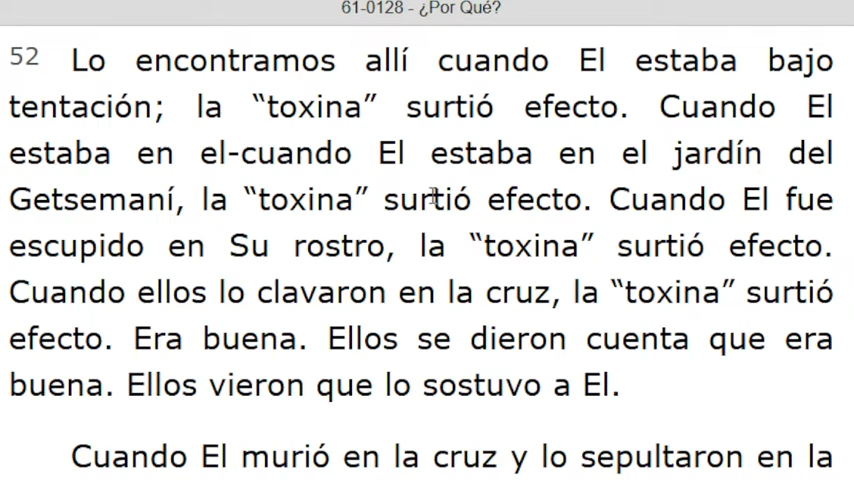 61-0128 - ¿Por Qué?
52 Lo encontramos allí cuando El estaba bajo
tentación; la “toxina” surtió efecto. Cuando El
estaba en el-cuando El estaba en el jardín del
Getsemaní, la “toxina” surtió efecto. Cuando El fue
escupido en Su rostro, la “toxina” surtió efecto.
Cuando ellos lo clavaron en la cruz, la “toxina” surtió
efecto. Era buena. Ellos se dieron cuenta que era
buena. Ellos vieron que lo sostuvo a El.
Cuando El murió en la cruz y lo sepultaron en la